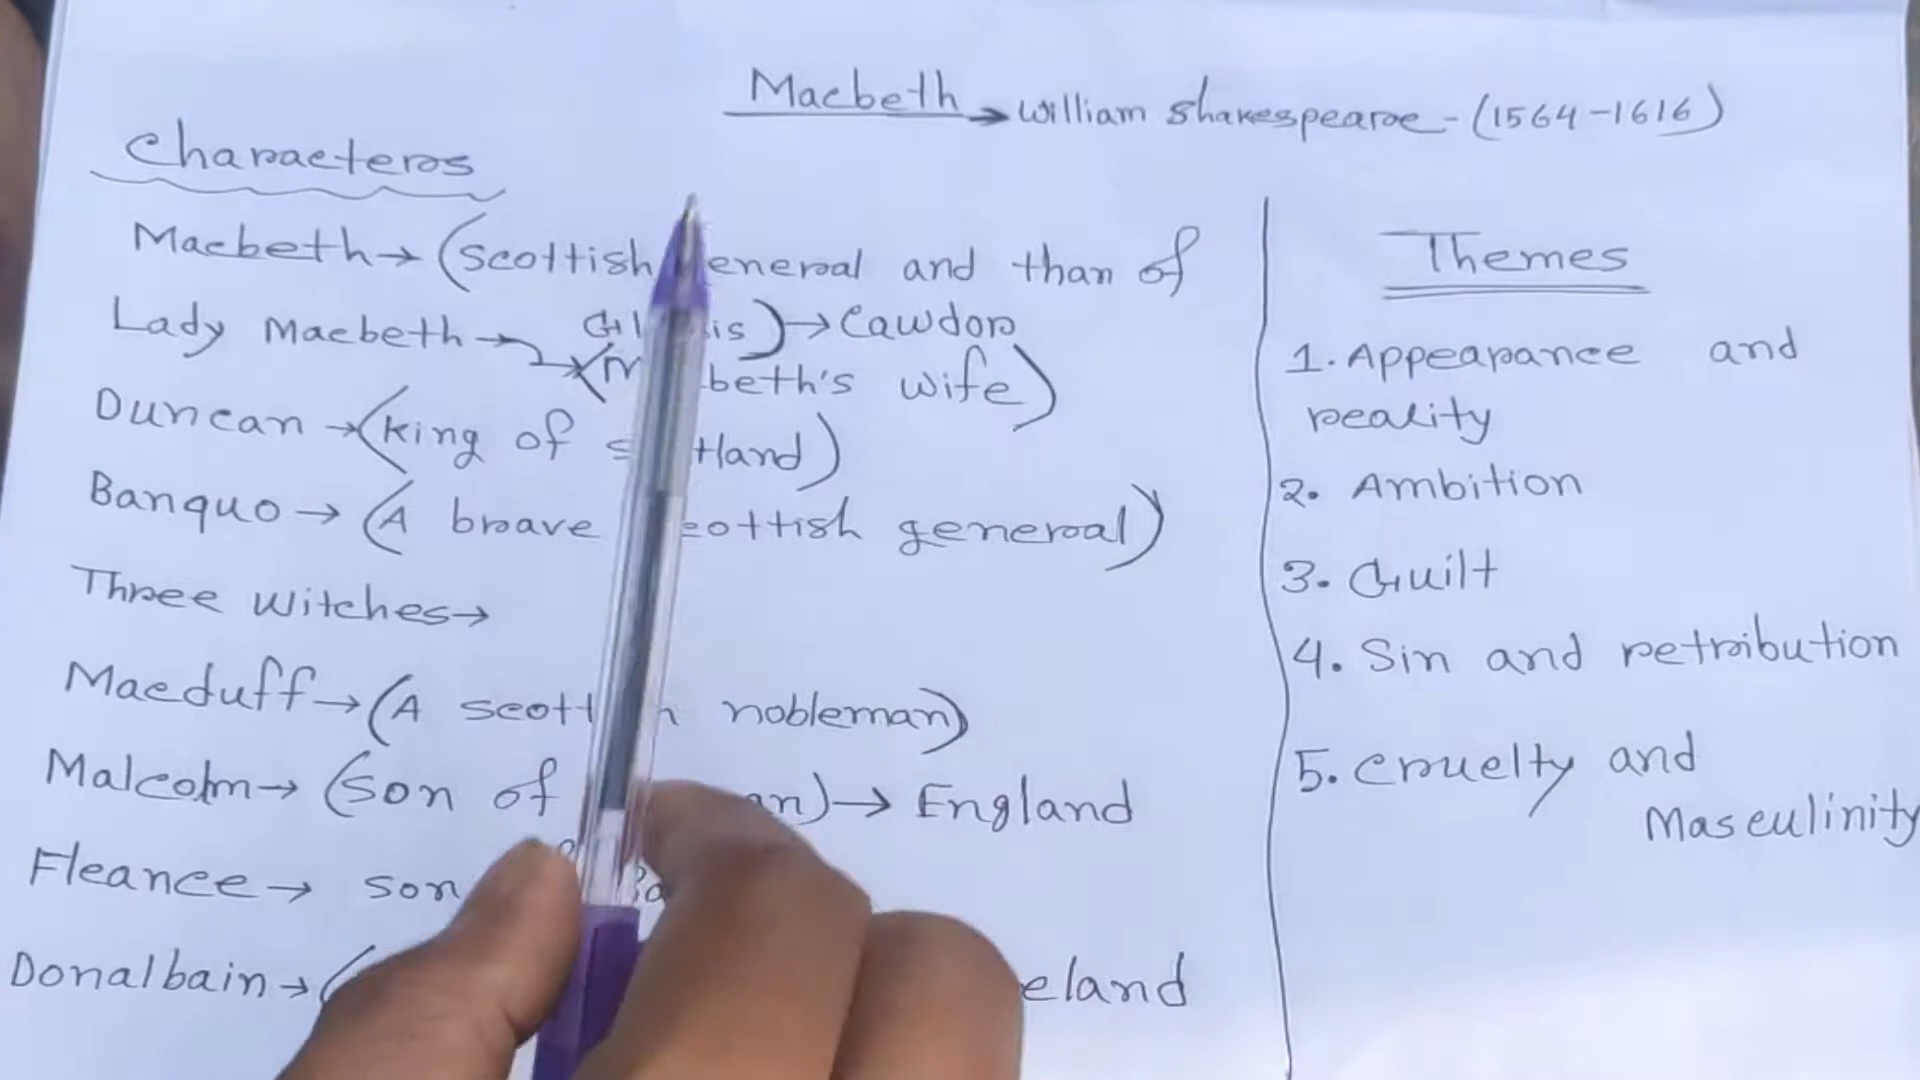 Macbeth → William Shakespeare - (1564-1616)
Characters
Macbeth → (Scottish eneral and than of
is) → Cawdor
Lady Macbeth → (M beth's wife)
Duncan → (King of s tland)
Banquo → (A brave cottish general)
Three witches →
Macduff → (A scott h nobleman)
Malcolm → (son of an) → England
Fleance → son
Donalbain → ( eland
Themes
1. Appearance and
reality
2. Ambition
3. Guilt
4. Sin and retribution
5. Cruelty and
Masculinity